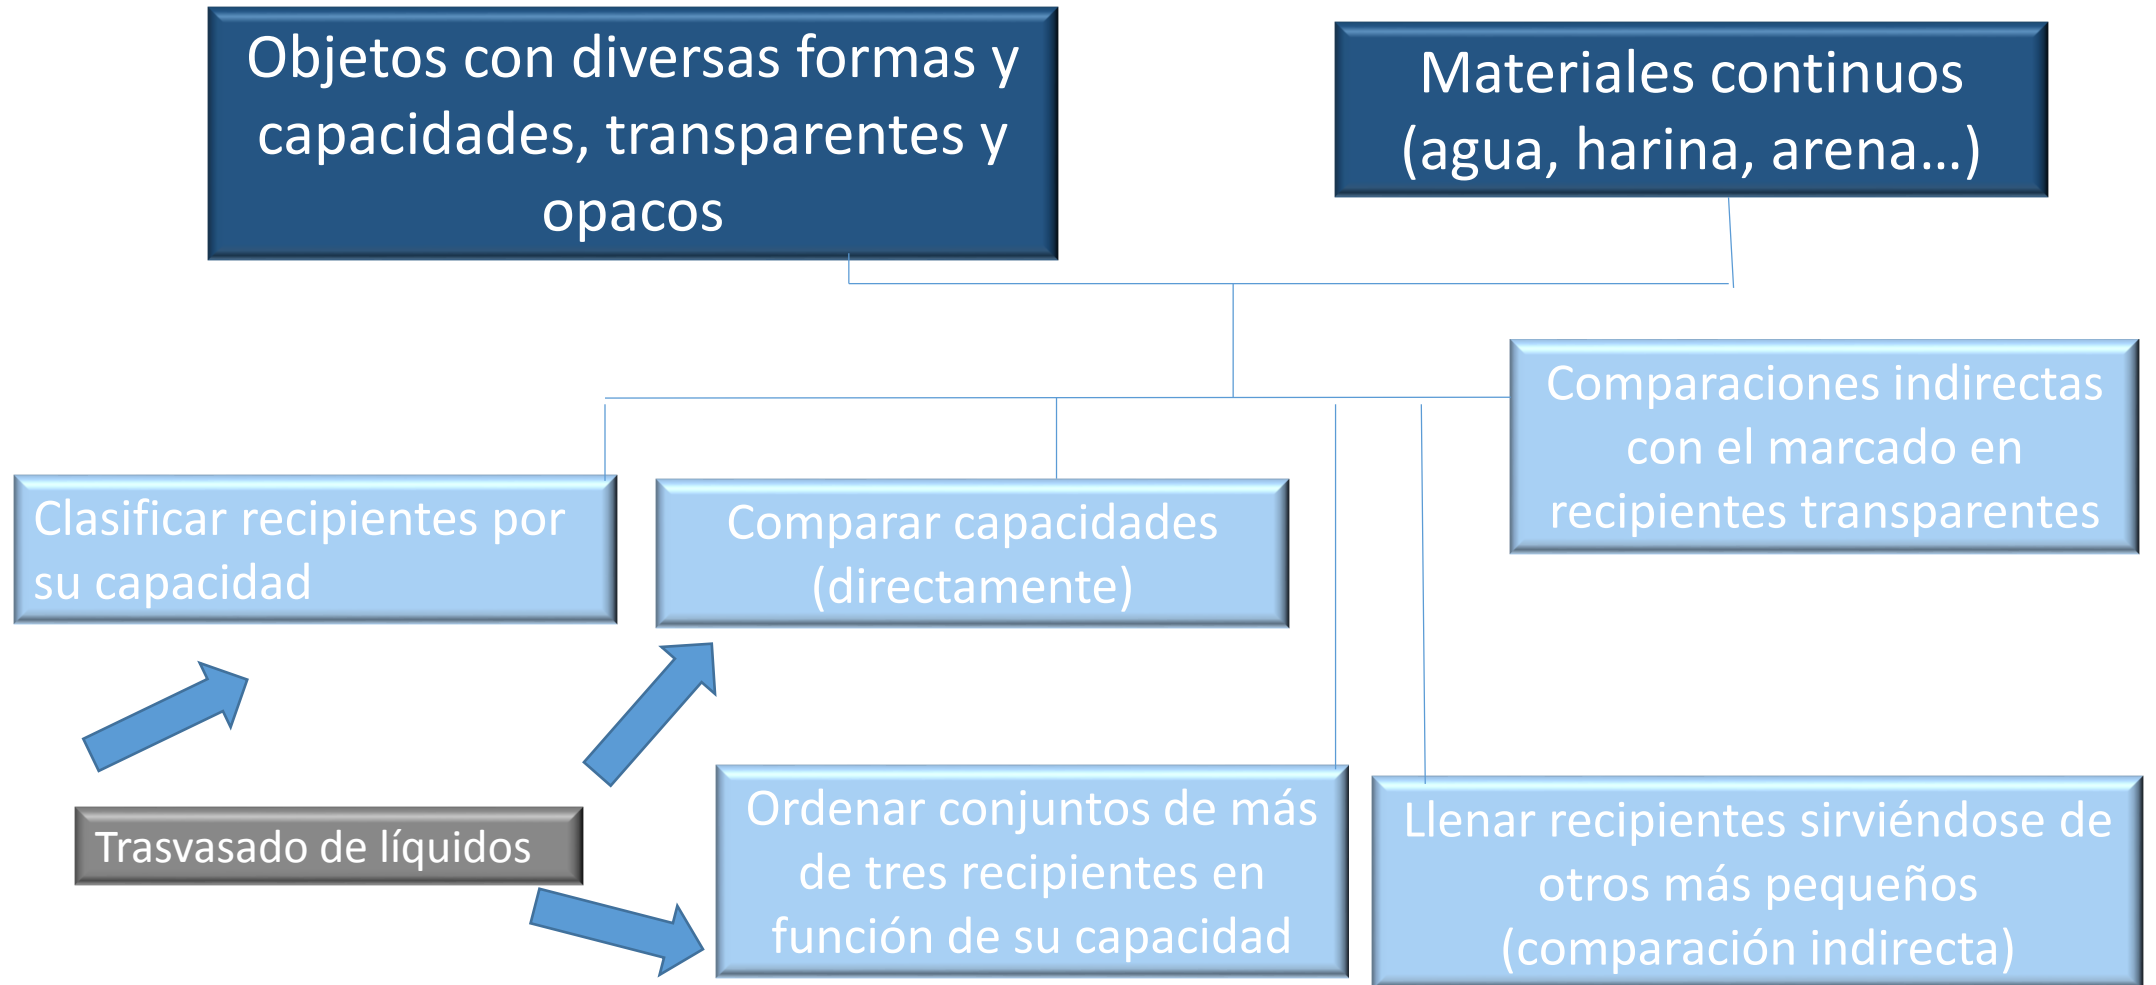 Objetos con diversas formas y
capacidades, transparentes y
opacos
Materiales continuos
(agua, harina, arena...)
Comparaciones indirectas
con el marcado en
recipientes transparentes
Clasificar recipientes por
su capacidad
Comparar capacidades
(directamente)
Trasvasado de líquidos
Ordenar conjuntos de más
de tres recipientes en
función de su capacidad
Llenar recipientes sirviéndose de
otros más pequeños
(comparación indirecta)